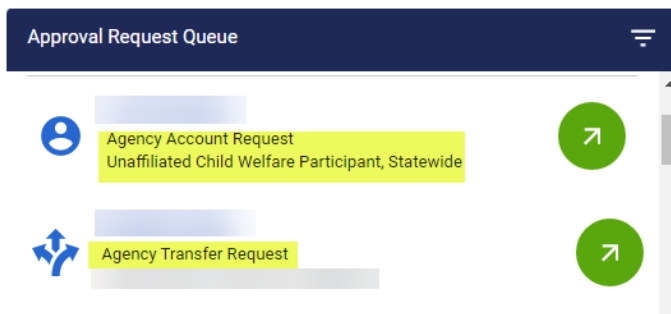 Approval Request Queue
Agency Account Request
Unaffiliated Child Welfare Participant, Statewide
Agency Transfer Request